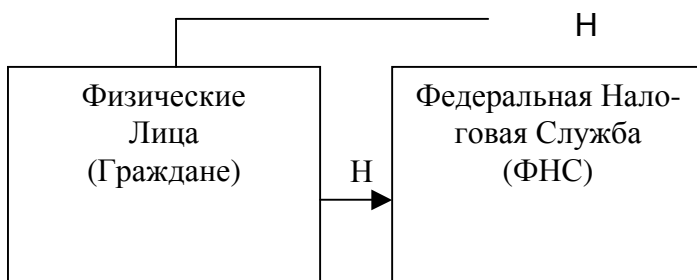 Н
Физические
Лица
(Граждане)
Н
Федеральная Нало-
говая Служба
(ФНС)